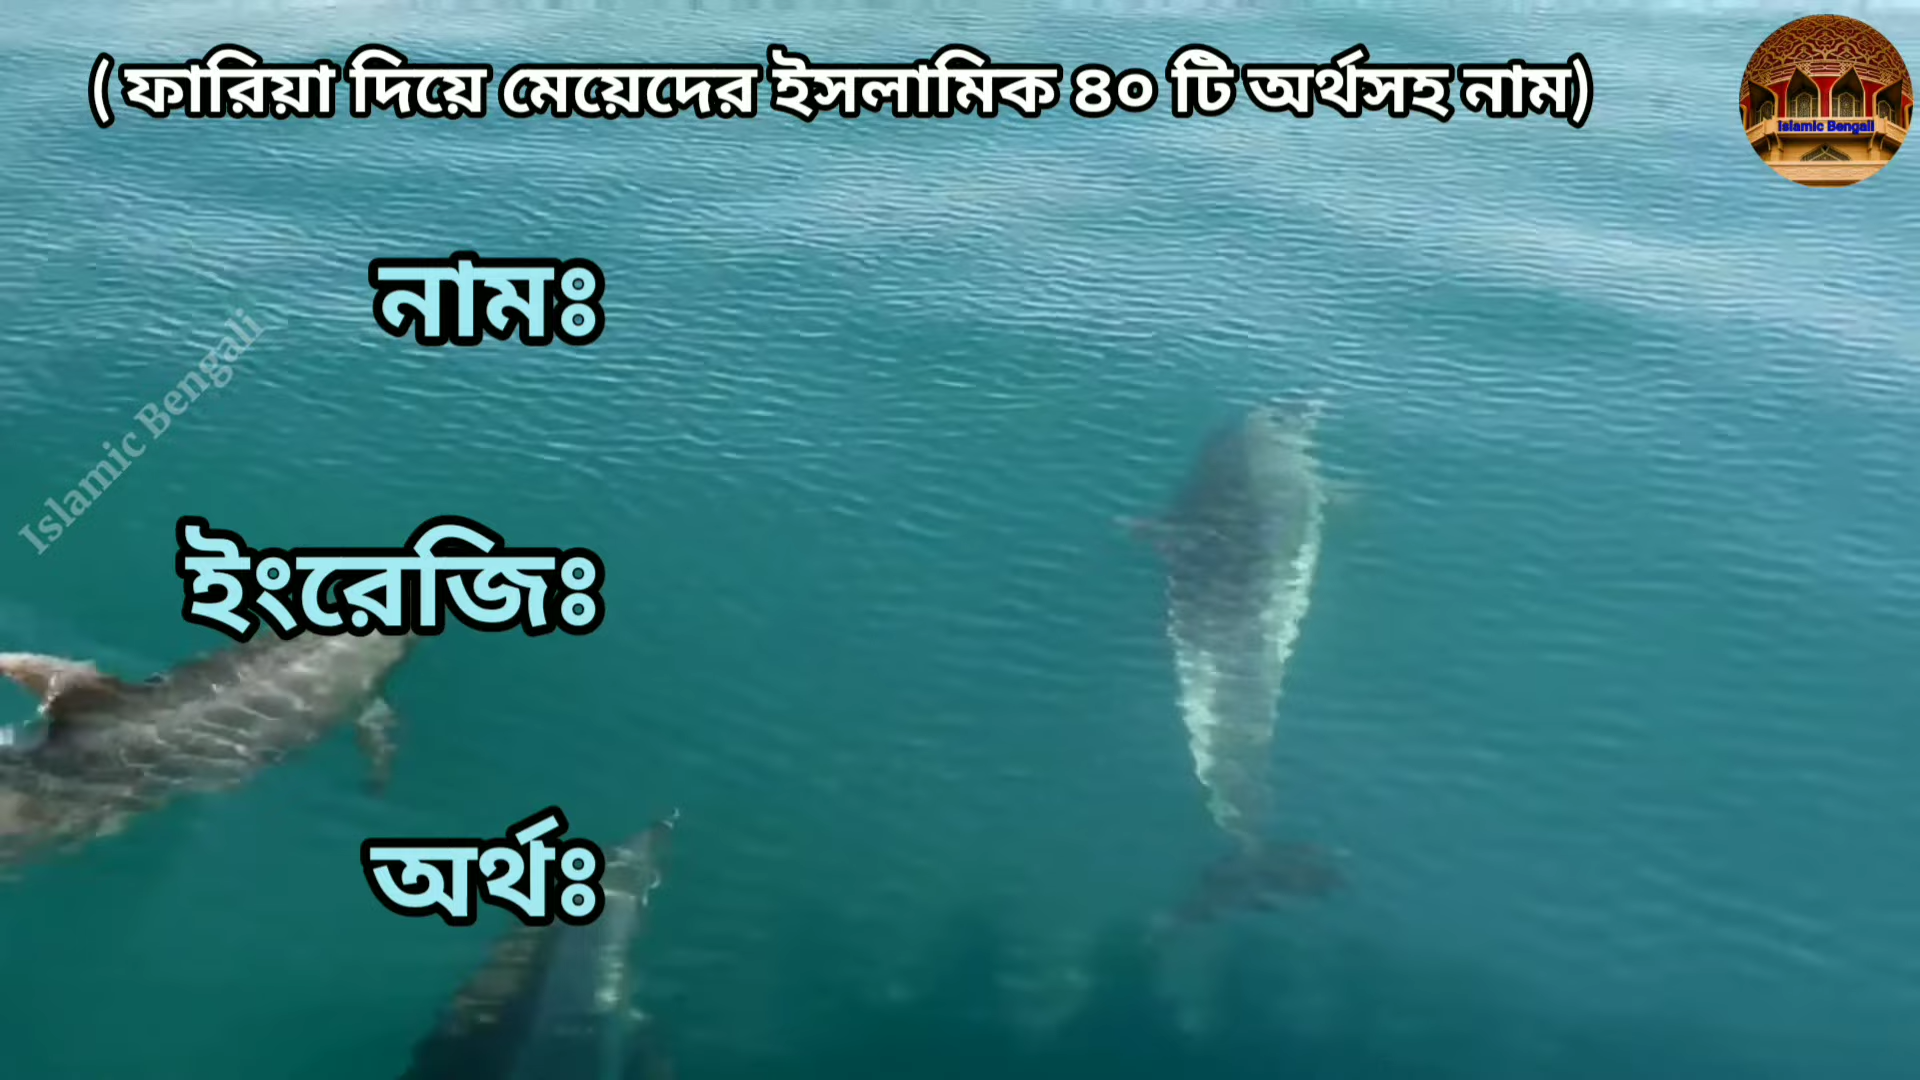 ( ফারিয়া দিয়ে মেয়েদের ইসলামিক ৪০ টি অর্থসহ নাম)
Islamic Bengali
নামঃ
Islamic Bengali
ইংরেজিঃ
অর্থঃ